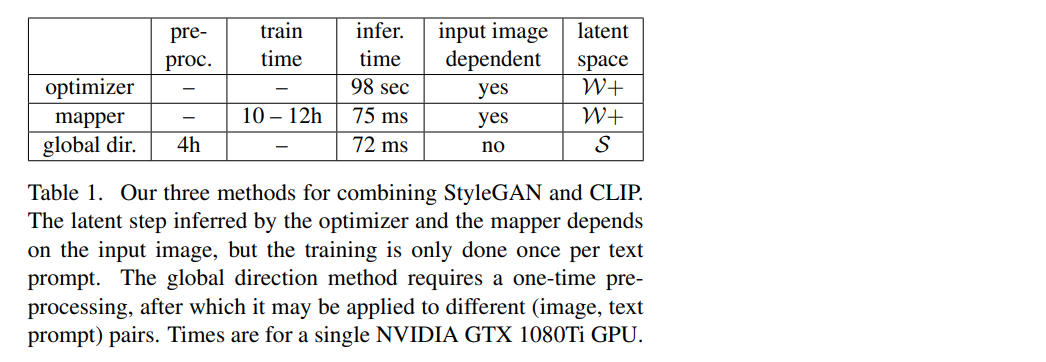 pre- train infer. input image latent
proc. time time dependent space
optimizer – – 98 sec yes W+
mapper – 10 – 12h 75 ms yes W+
global dir. 4h – 72 ms no S
Table 1. Our three methods for combining StyleGAN and CLIP.
The latent step inferred by the optimizer and the mapper depends
on the input image, but the training is only done once per text
prompt. The global direction method requires a one-time pre-
processing, after which it may be applied to different (image, text
prompt) pairs. Times are for a single NVIDIA GTX 1080Ti GPU.